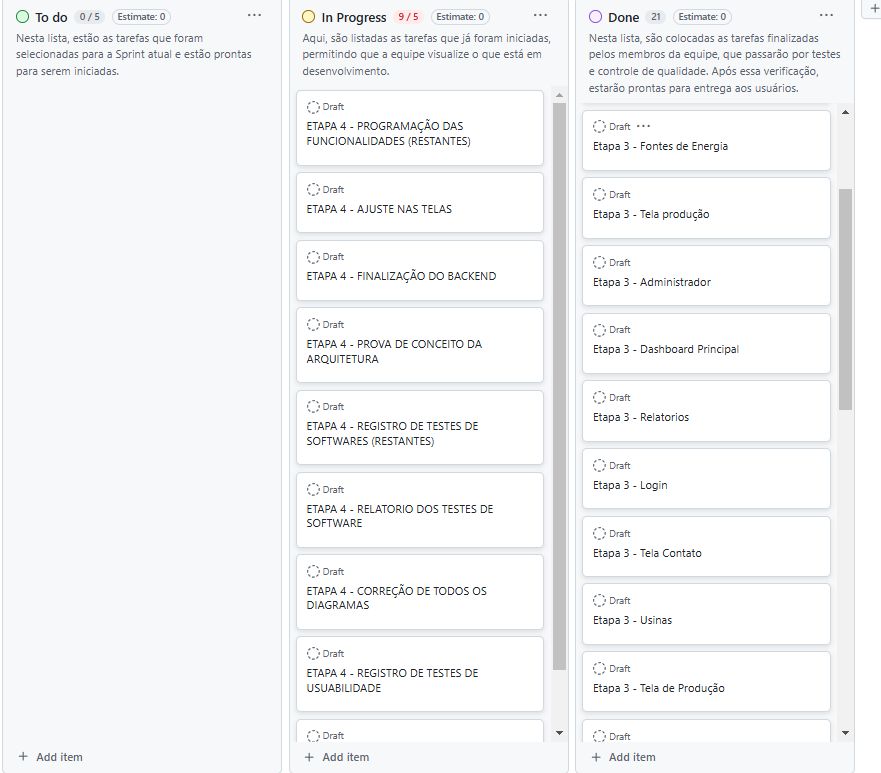 To do 0 / 5 Estimate: 0 ...
Nesta lista, estão as tarefas que foram
selecionadas para a Sprint atual e estão prontas
para serem iniciadas.
+ Add item
In Progress 9 / 5 Estimate: 0 ...
Aqui, são listadas as tarefas que já foram iniciadas,
permitindo que a equipe visualize o que está em
desenvolvimento.
Draft
ETAPA 4 - PROGRAMAÇÃO DAS
FUNCIONALIDADES (RESTANTES)
Draft
ETAPA 4 - AJUSTE NAS TELAS
Draft
ETAPA 4 - FINALIZAÇÃO DO BACKEND
Draft
ETAPA 4 - PROVA DE CONCEITO DA
ARQUITETURA
Draft
ETAPA 4 - REGISTRO DE TESTES DE
SOFTWARES (RESTANTES)
Draft
ETAPA 4 - RELATORIO DOS TESTES DE
SOFTWARE
Draft
ETAPA 4 - CORREÇÃO DE TODOS OS
DIAGRAMAS
Draft
ETAPA 4 - REGISTRO DE TESTES DE
USUABILIDADE
Draft
+ Add item
Done 21 Estimate: 0 ...
Nesta lista, são colocadas as tarefas finalizadas
pelos membros da equipe, que passarão por testes
e controle de qualidade. Após essa verificação,
estarão prontas para entrega aos usuários.
Draft ...
Etapa 3 - Fontes de Energia
Draft
Etapa 3 - Tela produção
Draft
Etapa 3 - Administrador
Draft
Etapa 3 - Dashboard Principal
Draft
Etapa 3 - Relatorios
Draft
Etapa 3 - Login
Draft
Etapa 3 - Tela Contato
Draft
Etapa 3 - Usinas
Draft
Etapa 3 - Tela de Produção
Draft
+ Add item
+